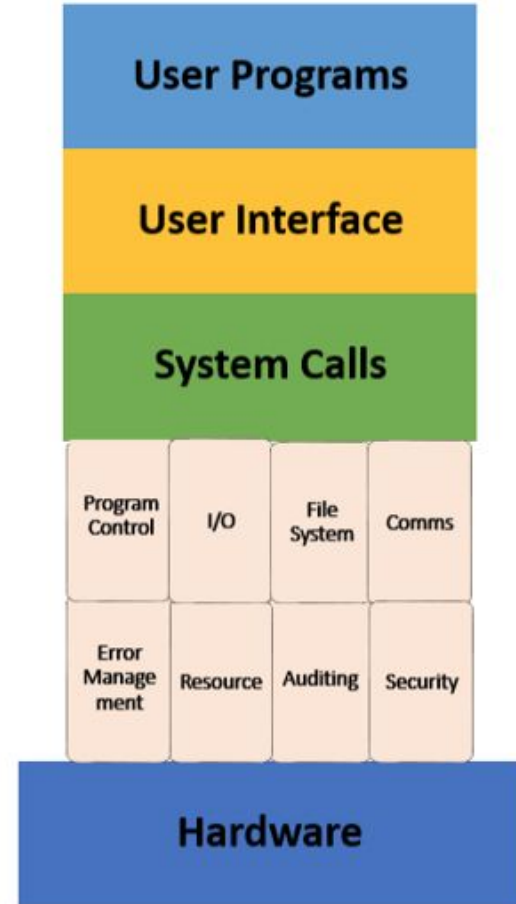 User Programs
User Interface
System Calls
Program
Control
I/O
File
System
Comms
Error
Manage
ment
Resource
Auditing
Security
Hardware